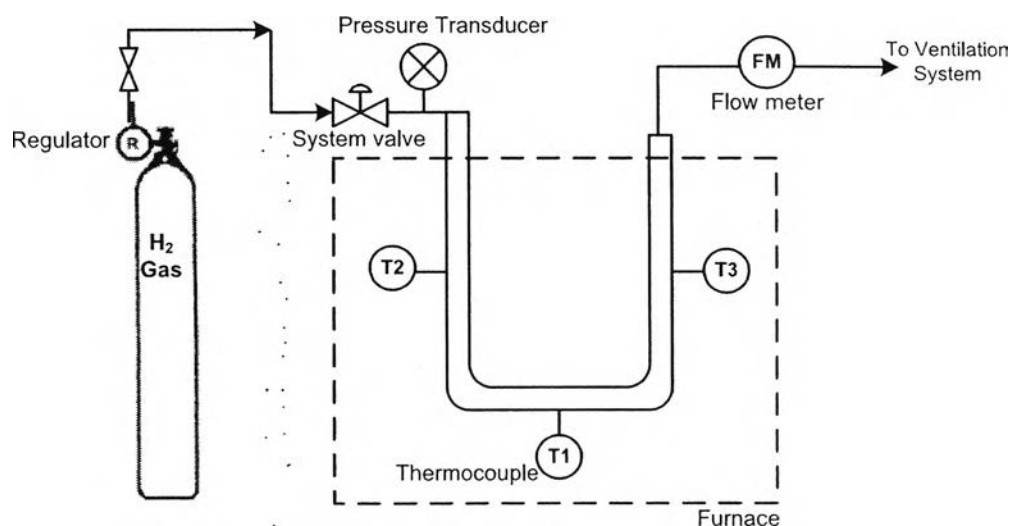 Pressure Transducer
FM
To Ventilation
System
Flow meter
System valve
Regulator
R
H₂
Gas
T2
T3
T1
Thermocouple
Furnace